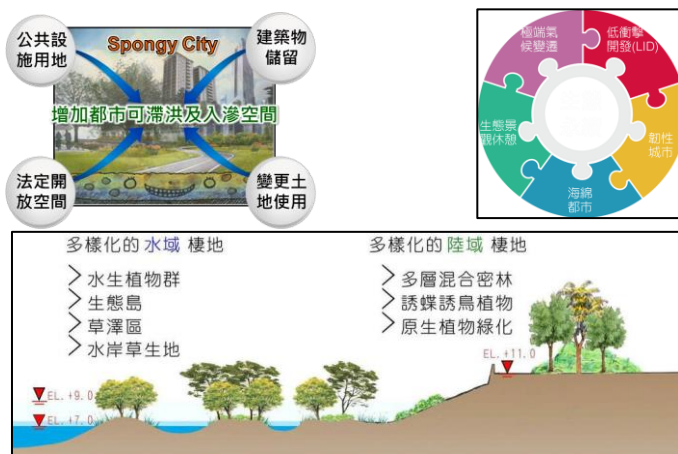 公共設
施用地
Spongy City
建築物
儲留
增加都市可滯洪及入滲空間
法定開
放空間
變更土
地使用
極端氣
候變遷
低衝擊
開發(LID)
生態景
觀休憩
韌性
城市
海綿
都市
多樣化的 水域 棲地
水生植物群
生態島
草澤區
水岸草生地
多樣化的 陸域 棲地
多層混合密林
誘蝶誘鳥植物
原生植物綠化
EL.+11.0
EL.+9.0
EL.+7.0